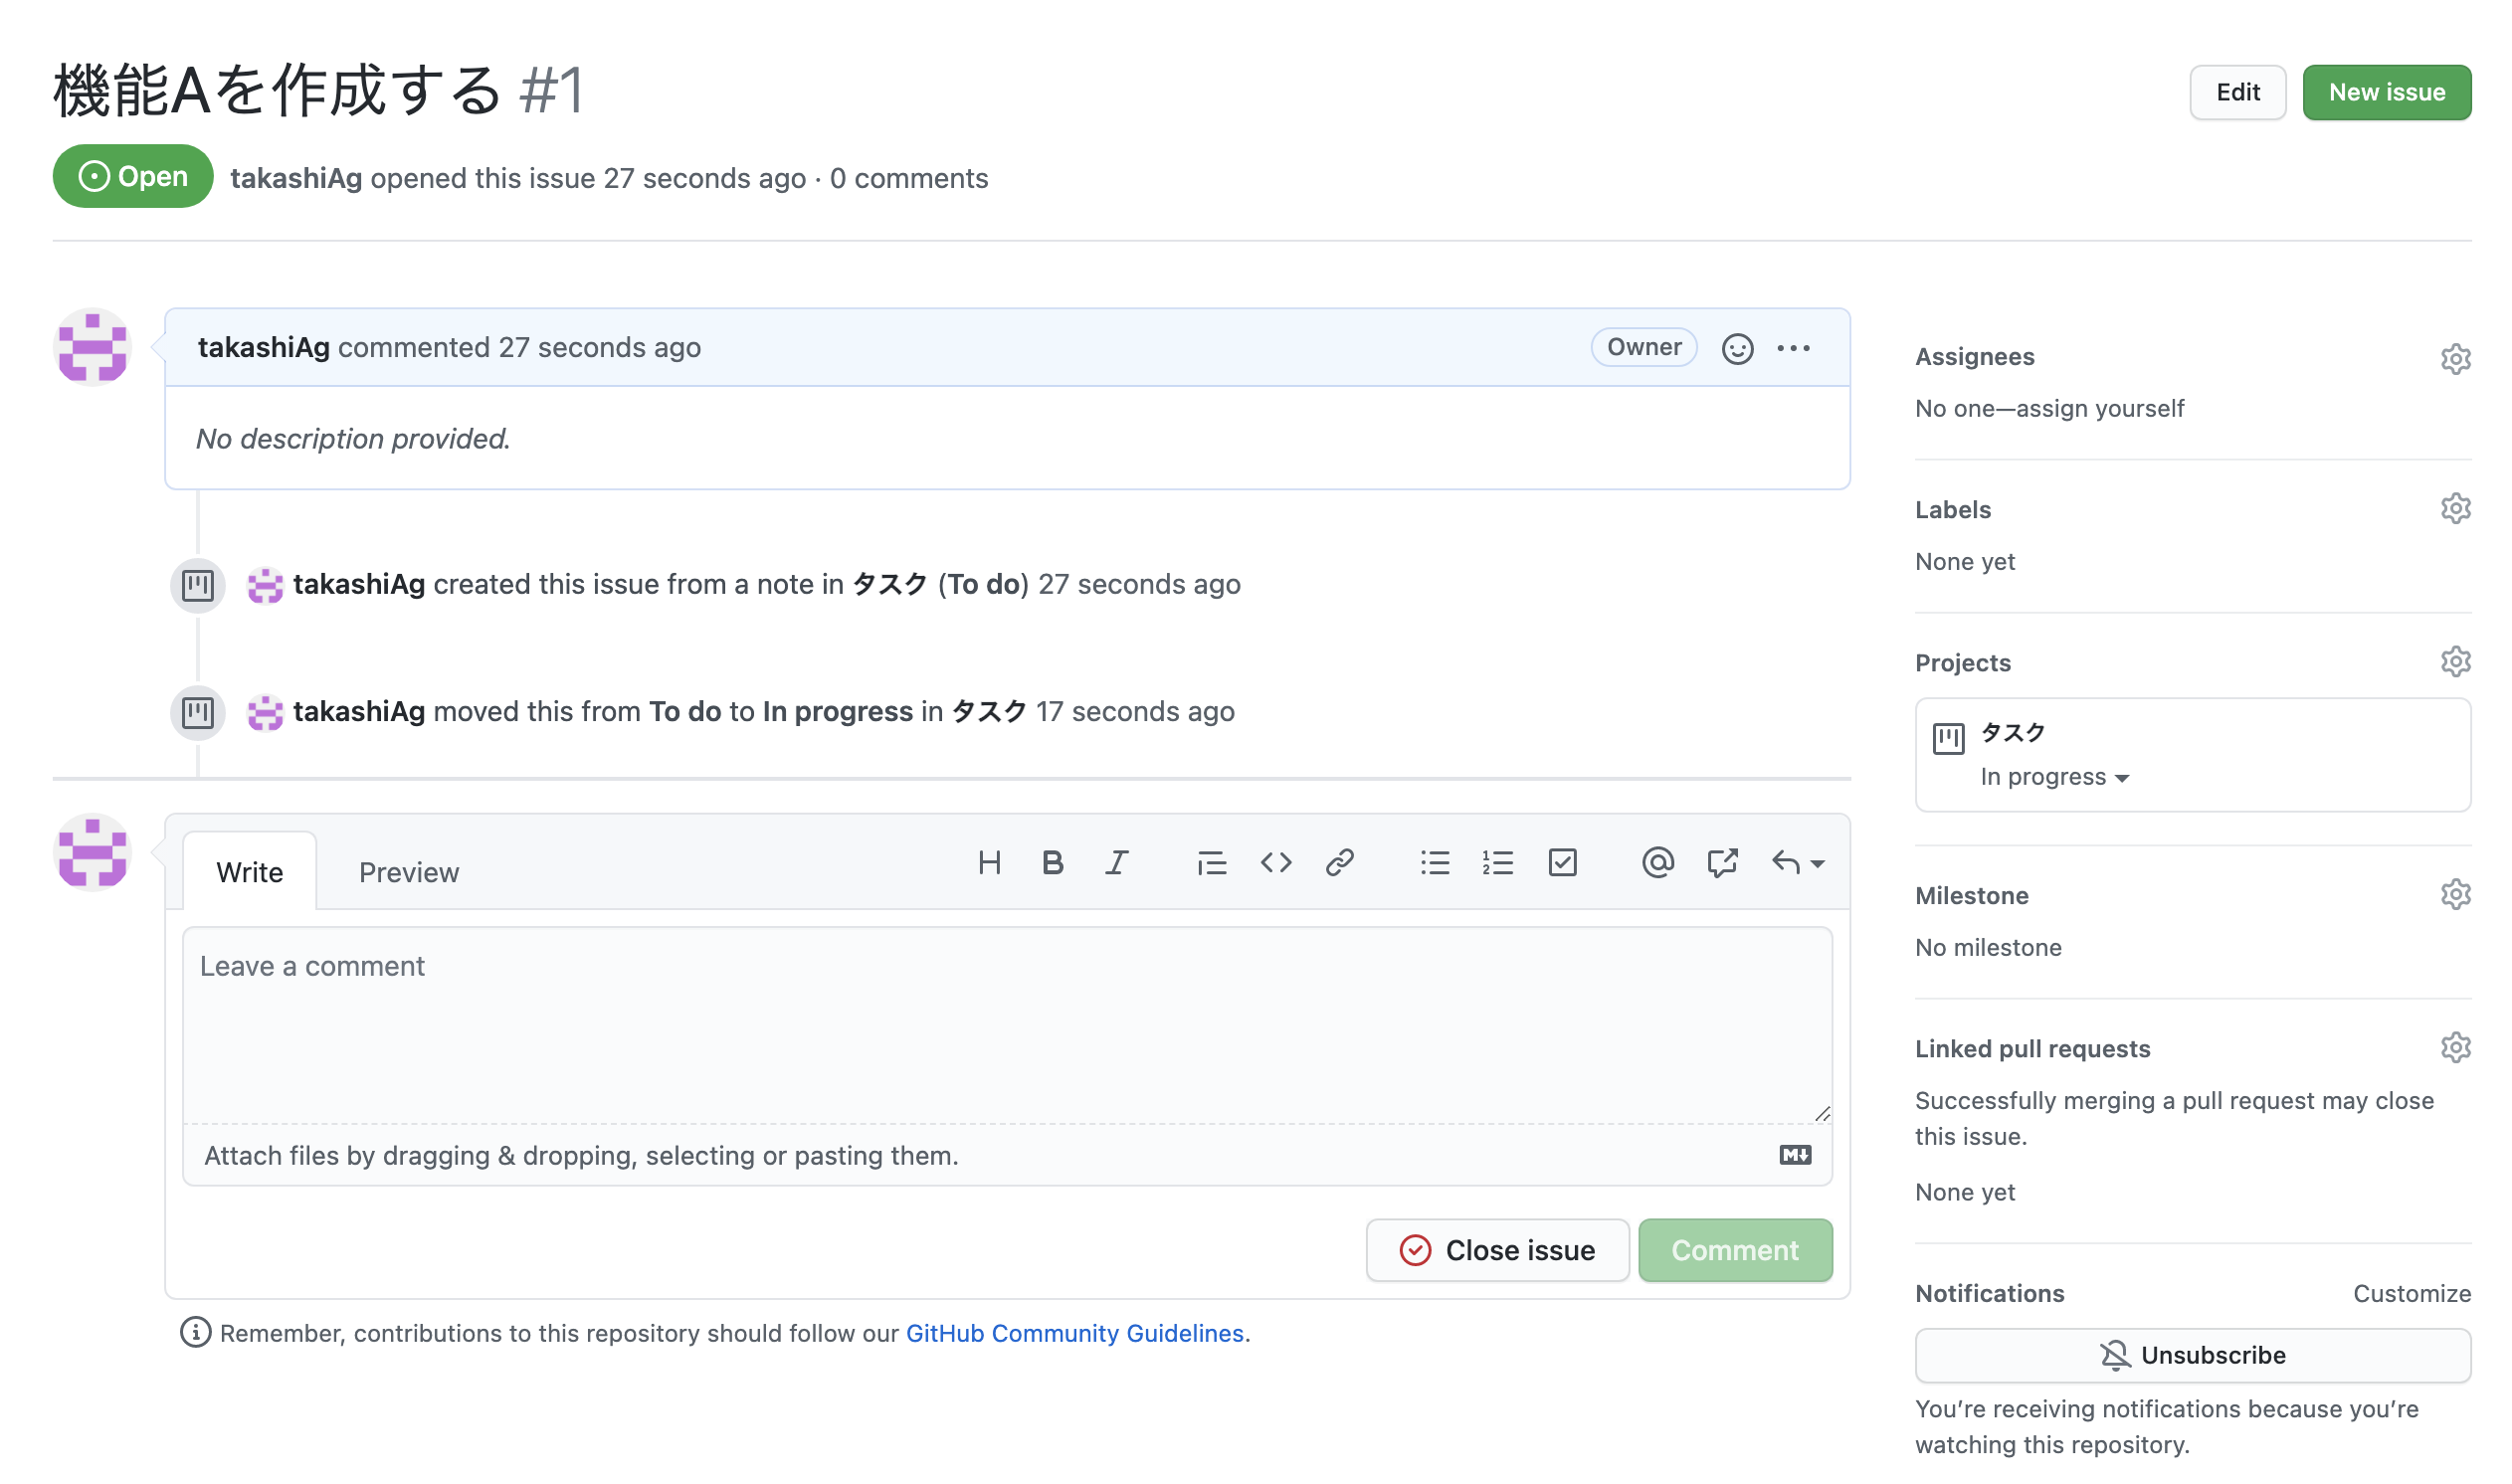 機能Aを作成する #1
Edit
New issue
Open
takashiAg opened this issue 27 seconds ago · 0 comments
takashiAg commented 27 seconds ago
Owner
No description provided.
takashiAg created this issue from a note in タスク (To do) 27 seconds ago
takashiAg moved this from To do to In progress in タスク 17 seconds ago
Write
Preview
Leave a comment
Attach files by dragging & dropping, selecting or pasting them.
Close issue
Comment
Remember, contributions to this repository should follow our GitHub Community Guidelines.
Assignees
No one—assign yourself
Labels
None yet
Projects
タスク
In progress
Milestone
No milestone
Linked pull requests
Successfully merging a pull request may close
this issue.
None yet
Notifications
Customize
Unsubscribe
You’re receiving notifications because you’re
watching this repository.